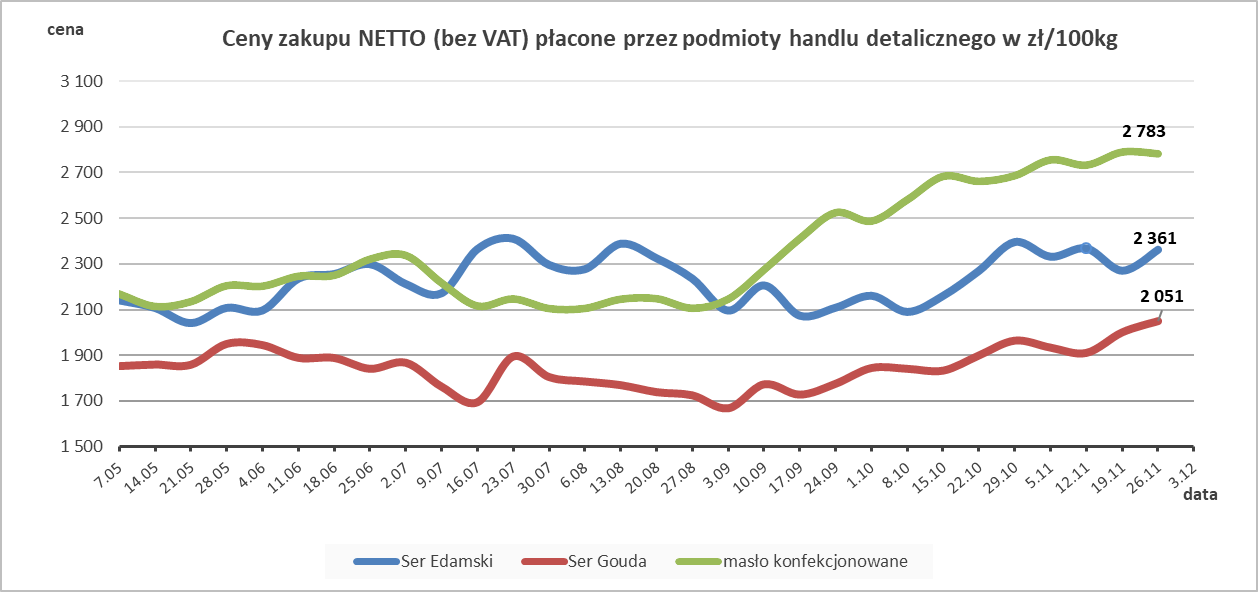 cena
Ceny zakupu NETTO (bez VAT) płacone przez podmioty handlu detalicznego w zł/100kg
3 100
2 900
2 700
2 500
2 300
2 100
1 900
1 700
1 500
2 783
2 361
2 051
7.05 14.05 21.05 28.05 4.06 11.06 18.06 25.06 2.07 9.07 16.07 23.07 30.07 6.08 13.08 20.08 27.08 3.09 10.09 17.09 24.09 1.10 8.10 15.10 22.10 29.10 5.11 12.11 19.11 26.11 3.12
data
Ser Edamski Ser Gouda masło konfekcjonowane